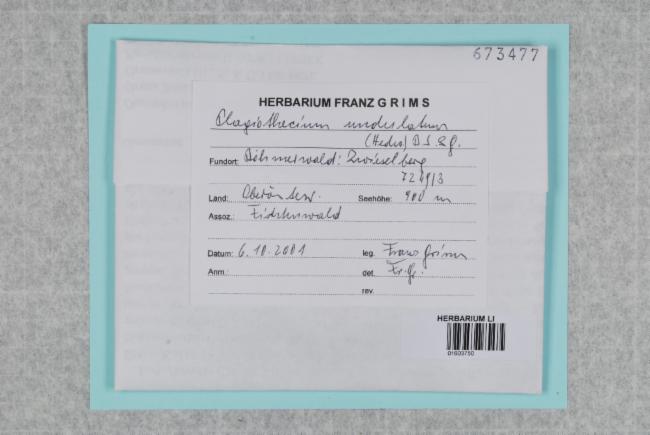 673477
HERBARIUM FRANZ GRIMS
Plagiothecium undulatum
(Hedw) B.S. & g.
Fundort: Böhmerwald: Zwieselberg
7249/3
Land: Oberösterr. Seehöhe: 900 m
Assoz.: Fichtenwald
Datum: 6.10.2001 leg. Franz Grims
Anm.: det. Fr. G.
rev.
HERBARIUM LI
01603750